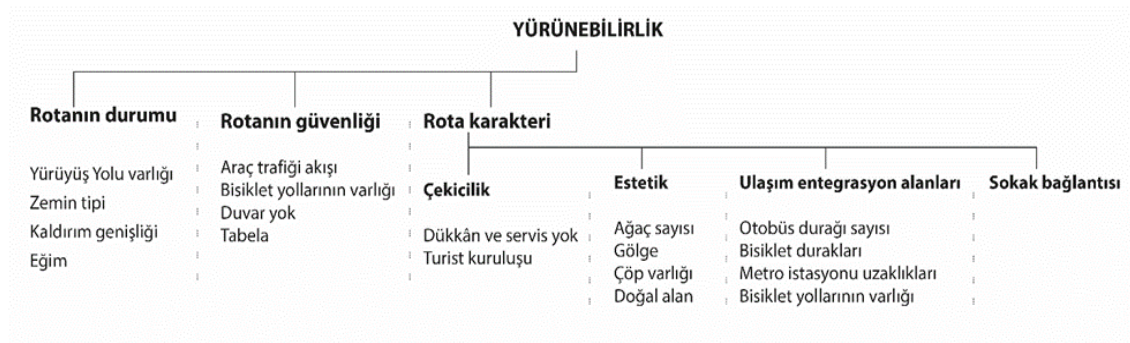 YÜRÜNEBİLİRLİK
Rotanın durumu
Yürüyüş Yolu varlığı
Zemin tipi
Kaldırım genişliği
Eğim
Rotanın güvenliği
Araç trafiği akışı
Bisiklet yollarının varlığı
Duvar yok
Tabela
Rota karakteri
Çekicilik
Dükkân ve servis yok
Turist kuruluşu
Estetik
Ağaç sayısı
Gölge
Çöp varlığı
Doğal alan
Ulaşım entegrasyon alanları
Otobüs durağı sayısı
Bisiklet durakları
Metro istasyonu uzaklıkları
Bisiklet yollarının varlığı
Sokak bağlantısı